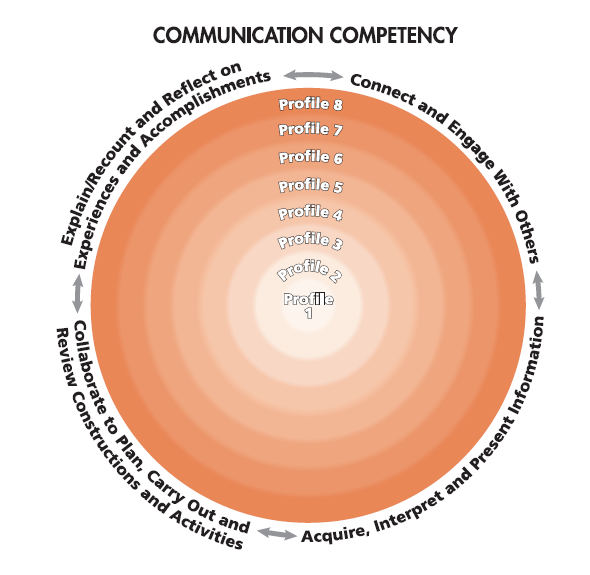 COMMUNICATION COMPETENCY
Explain/Recount and Reflect on
Experiences and Accomplishments
Connect and Engage With Others
Profile 8
Profile 7
Profile 6
Profile 5
Profile 4
Profile 3
Profile 2
Profile
1
Collaborate to Plan, Carry Out and
Review Constructions and Activities
Acquire, Interpret and Present Information